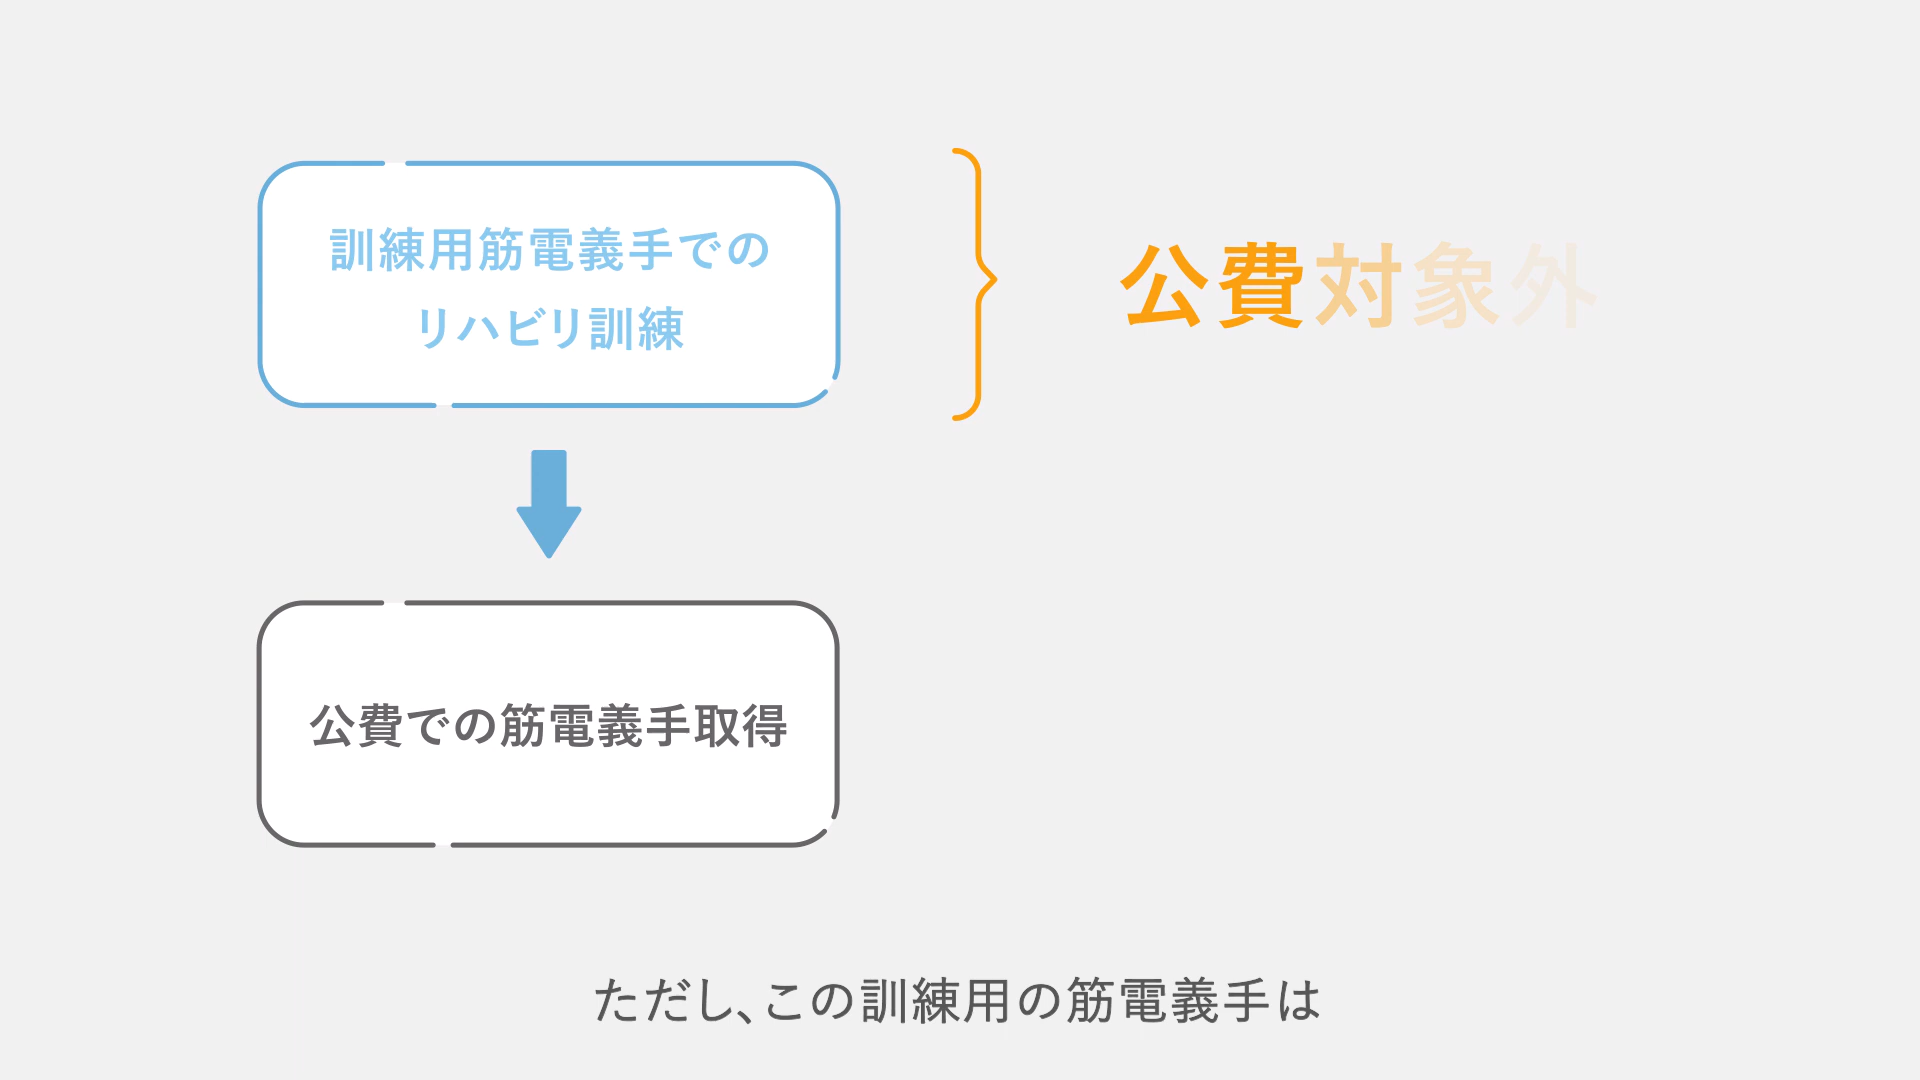 訓練用筋電義手での
リハビリ訓練
公費対象外
公費での筋電義手取得
ただし、この訓練用の筋電義手は